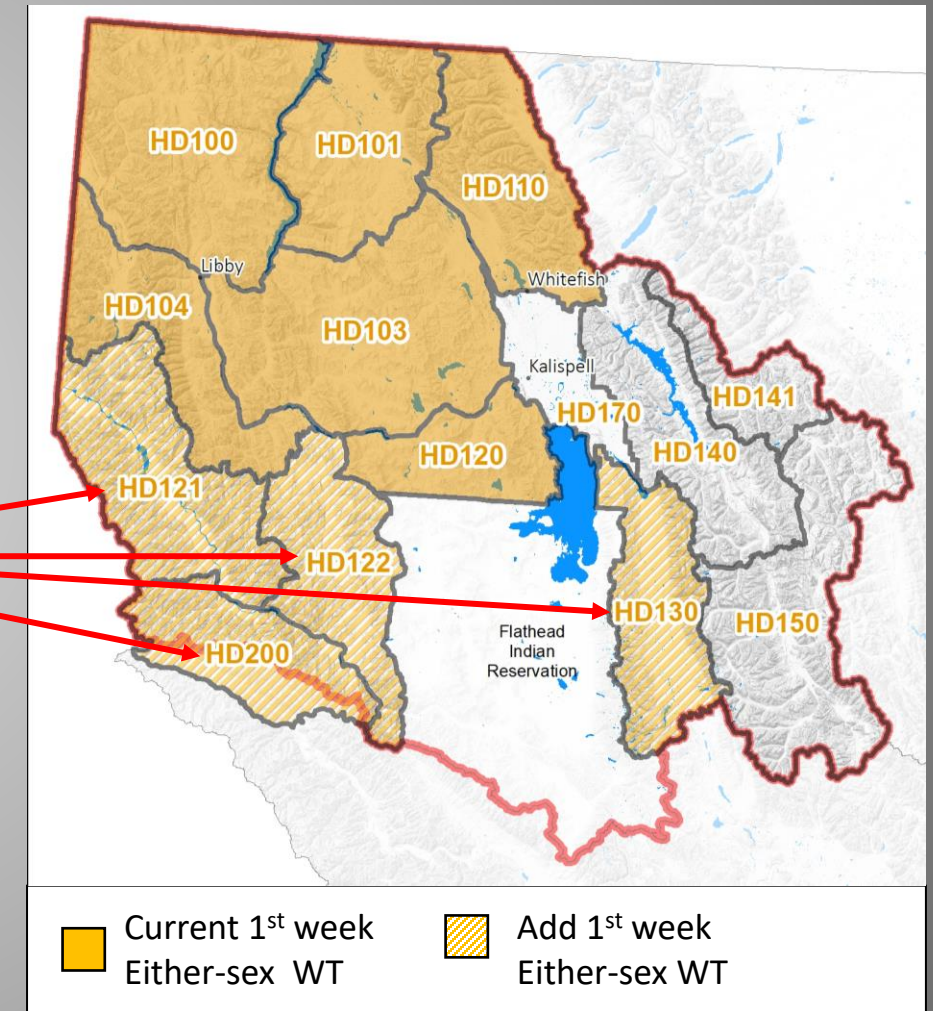 HD100
HD101
HD110
Libby
Whitefish
HD104
HD103
Kalispell
HD141
HD170
HD140
HD120
HD121
HD122
HD130
HD150
Flathead
Indian
Reservation
HD200
Current 1st week
Either-sex WT
Add 1st week
Either-sex WT